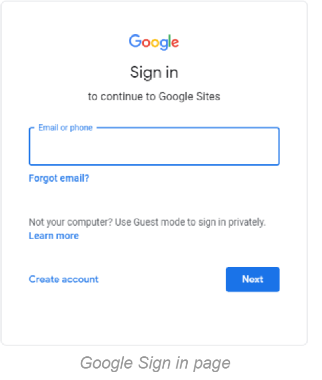 Google
Sign in
to continue to Google Sites
Email or phone
Forgot email?
Not your computer? Use Guest mode to sign in privately.
Learn more
Create account
Next
Google Sign in page